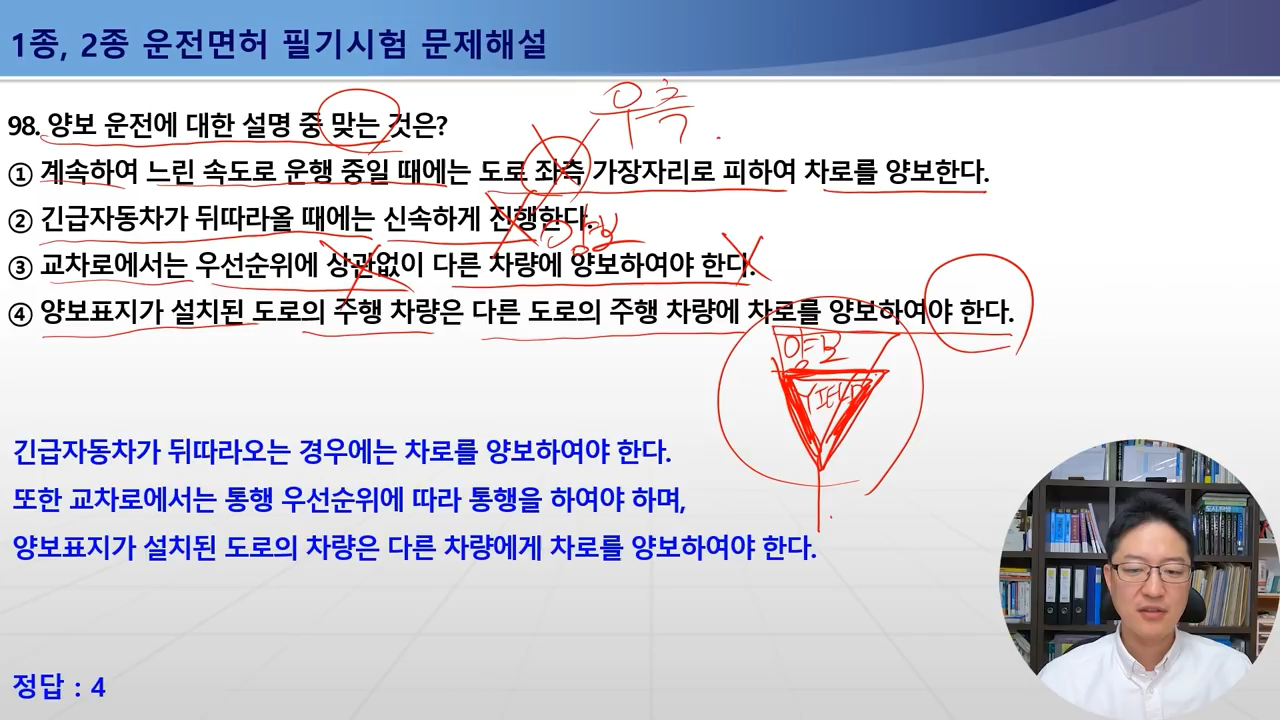 1종, 2종 운전면허 필기시험 문제해설
우측
98. 양보 운전에 대한 설명 중 맞는 것은?
① 계속하여 느린 속도로 운행 중일 때에는 도로 좌측 가장자리로 피하여 차로를 양보한다.
② 긴급자동차가 뒤따라올 때에는 신속하게 진행한다.
양보
③ 교차로에서는 우선순위에 상관없이 다른 차량에 양보하여야 한다.
④ 양보표지가 설치된 도로의 주행 차량은 다른 도로의 주행 차량에 차로를 양보하여야 한다.
양보
YIELD
긴급자동차가 뒤따라오는 경우에는 차로를 양보하여야 한다.
또한 교차로에서는 통행 우선순위에 따라 통행을 하여야 하며,
양보표지가 설치된 도로의 차량은 다른 차량에게 차로를 양보하여야 한다.
정답 : 4